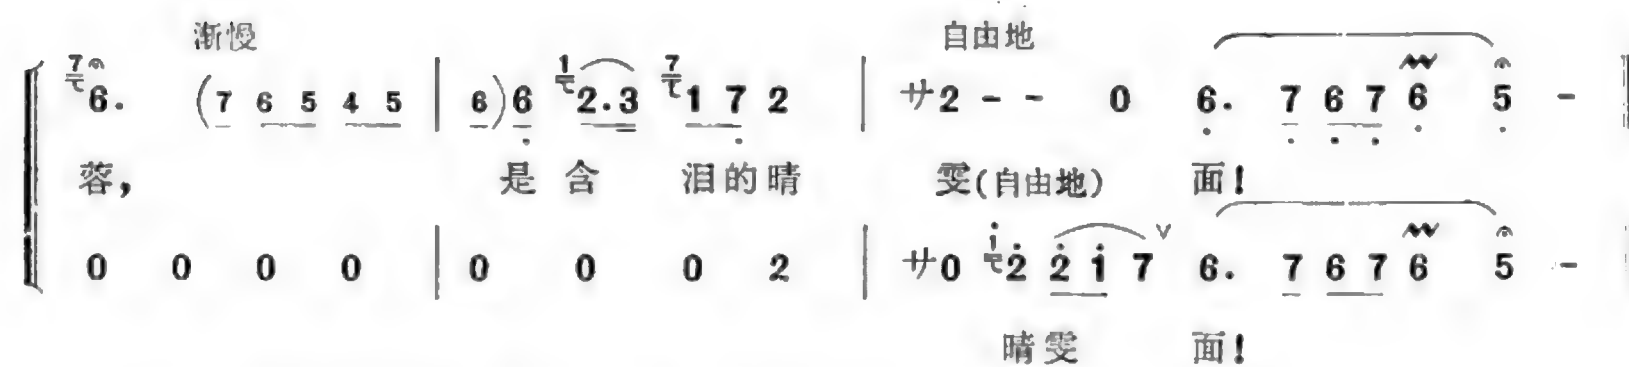 渐慢 自由地
7 6. (7 6 5 4 5 | 6) 6 1 2.3 7 1 7 2 | サ2 - - 0 6. 7 6 7 6 5 -
蓉, 是 含 泪的晴 雯(自由地) 面!
0 0 0 0 | 0 0 0 2 | サ0 i 2 2 i 7 ∨ 6. 7 6 7 6 5 -
晴雯 面!